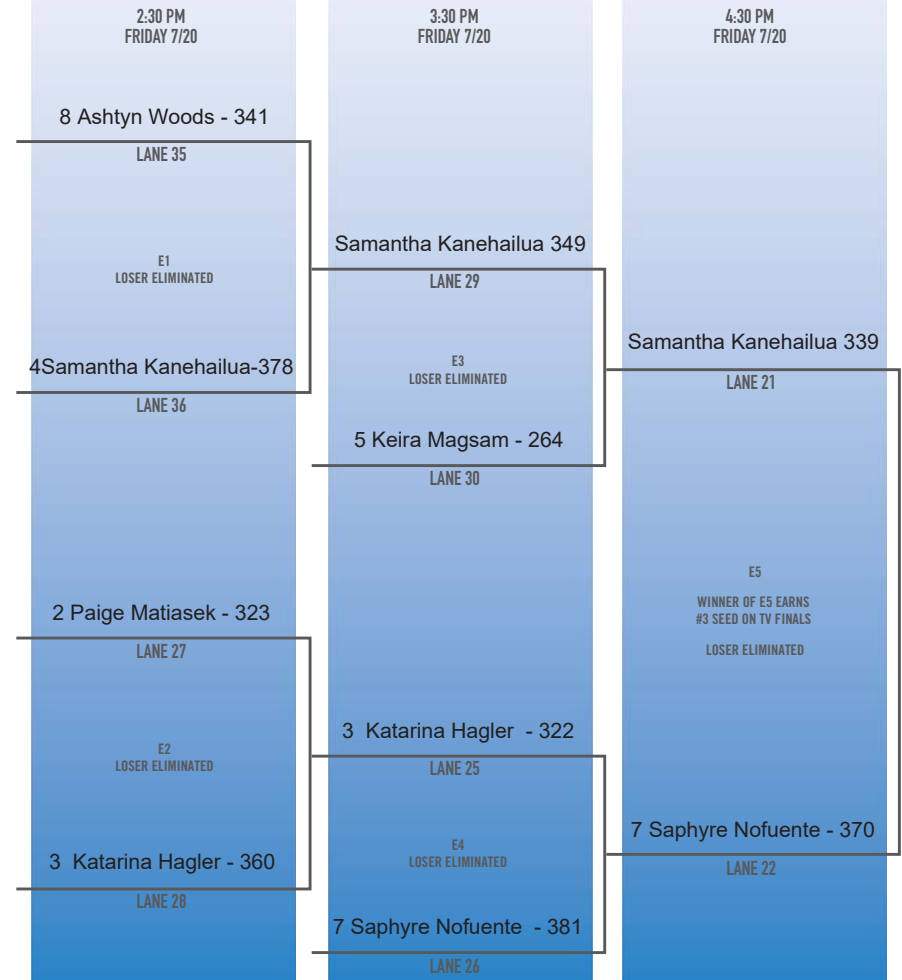 2:30 PM
FRIDAY 7/20
8 Ashtyn Woods - 341
LANE 35
E1
LOSER ELIMINATED
4Samantha Kanehailua-378
LANE 36
2 Paige Matiasek - 323
LANE 27
E2
LOSER ELIMINATED
3 Katarina Hagler - 360
LANE 28
3:30 PM
FRIDAY 7/20
Samantha Kanehailua 349
LANE 29
E3
LOSER ELIMINATED
5 Keira Magsam - 264
LANE 30
3 Katarina Hagler - 322
LANE 25
E4
LOSER ELIMINATED
7 Saphyre Nofuente - 381
LANE 26
4:30 PM
FRIDAY 7/20
Samantha Kanehailua 339
LANE 21
E5
WINNER OF E5 EARNS
#3 SEED ON TV FINALS
LOSER ELIMINATED
7 Saphyre Nofuente - 370
LANE 22